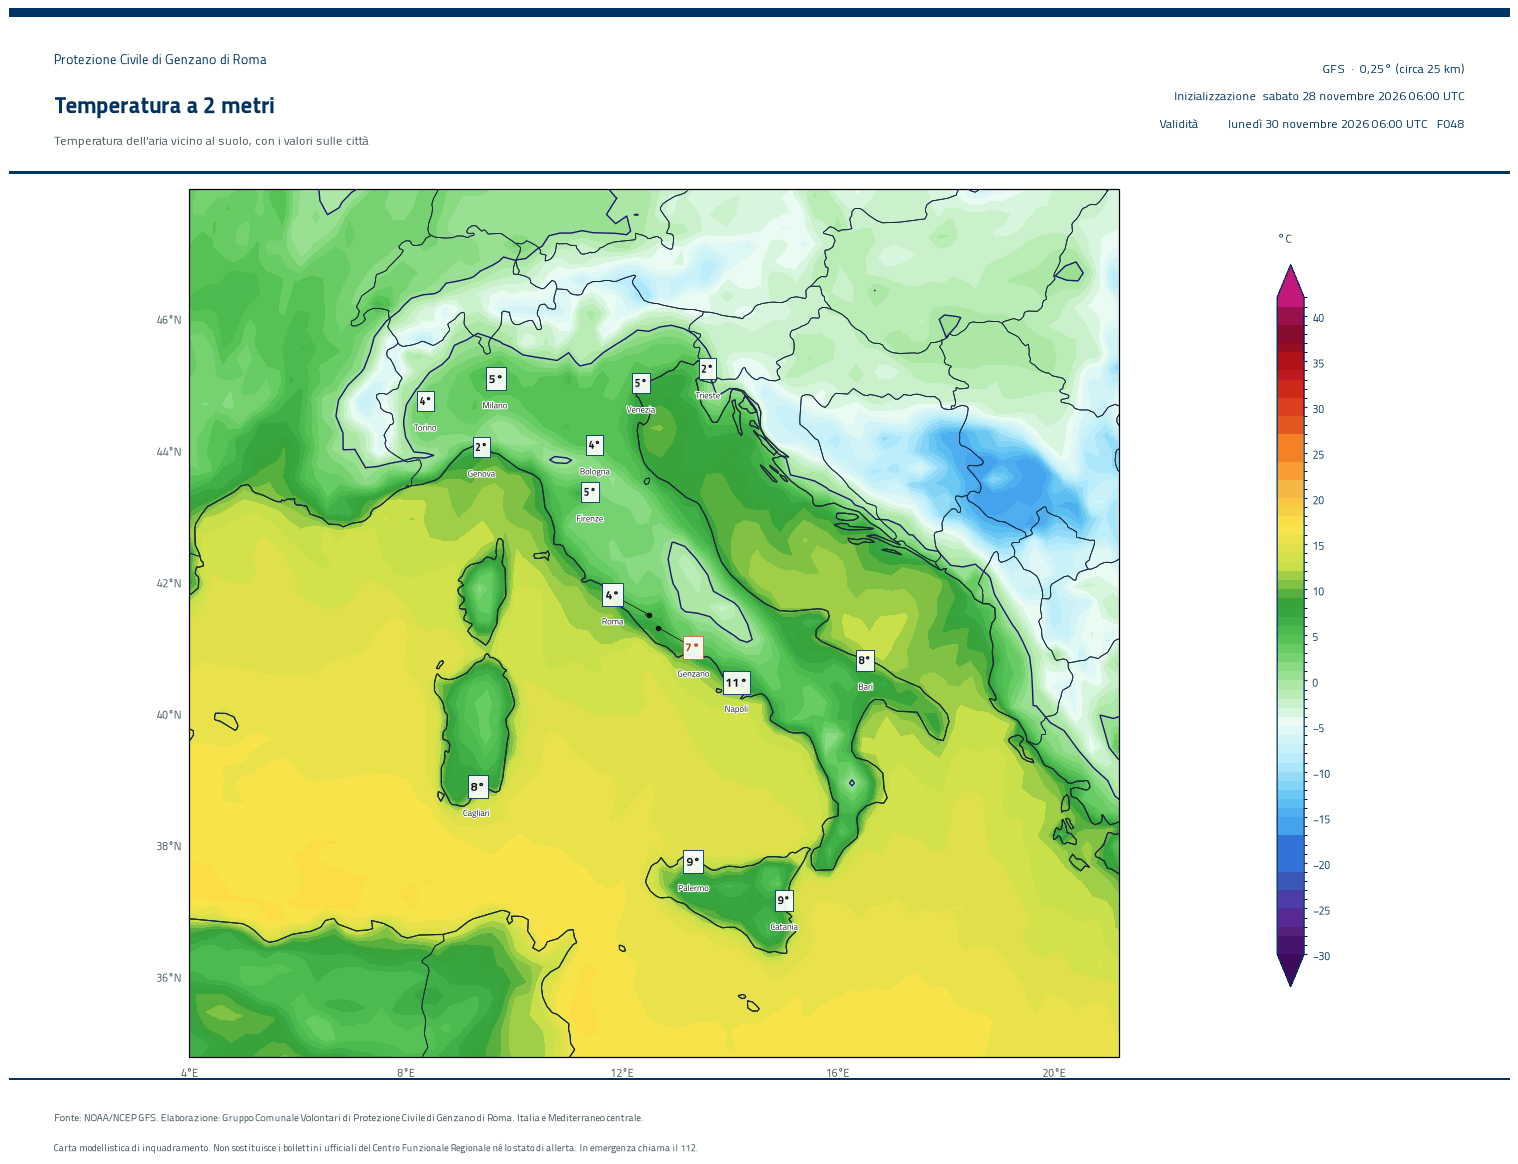 Protezione Civile di Genzano di Roma
Temperatura a 2 metri
Temperatura dell'aria vicino al suolo, con i valori sulle città
GFS · 0,25° (circa 25 km)
Inizializzazione sabato 28 novembre 2026 06:00 UTC
Validità lunedì 30 novembre 2026 06:00 UTC F048
°C
40
35
30
25
20
15
10
5
0
−5
−10
−15
−20
−25
−30
46°N
44°N
42°N
40°N
38°N
36°N
4°E
8°E
12°E
16°E
20°E
5°
Milano
4°
Torino
2°
Genova
5°
Venezia
2°
Trieste
4°
Bologna
5°
Firenze
4°
Roma
7°
Genzano
11°
Napoli
8°
Bari
8°
Cagliari
9°
Palermo
9°
Catania
Fonte: NOAA/NCEP GFS. Elaborazione: Gruppo Comunale Volontari di Protezione Civile di Genzano di Roma. Italia e Mediterraneo centrale.
Carta modellistica di inquadramento. Non sostituisce i bollettini ufficiali del Centro Funzionale Regionale né lo stato di allerta. In emergenza chiama il 112.